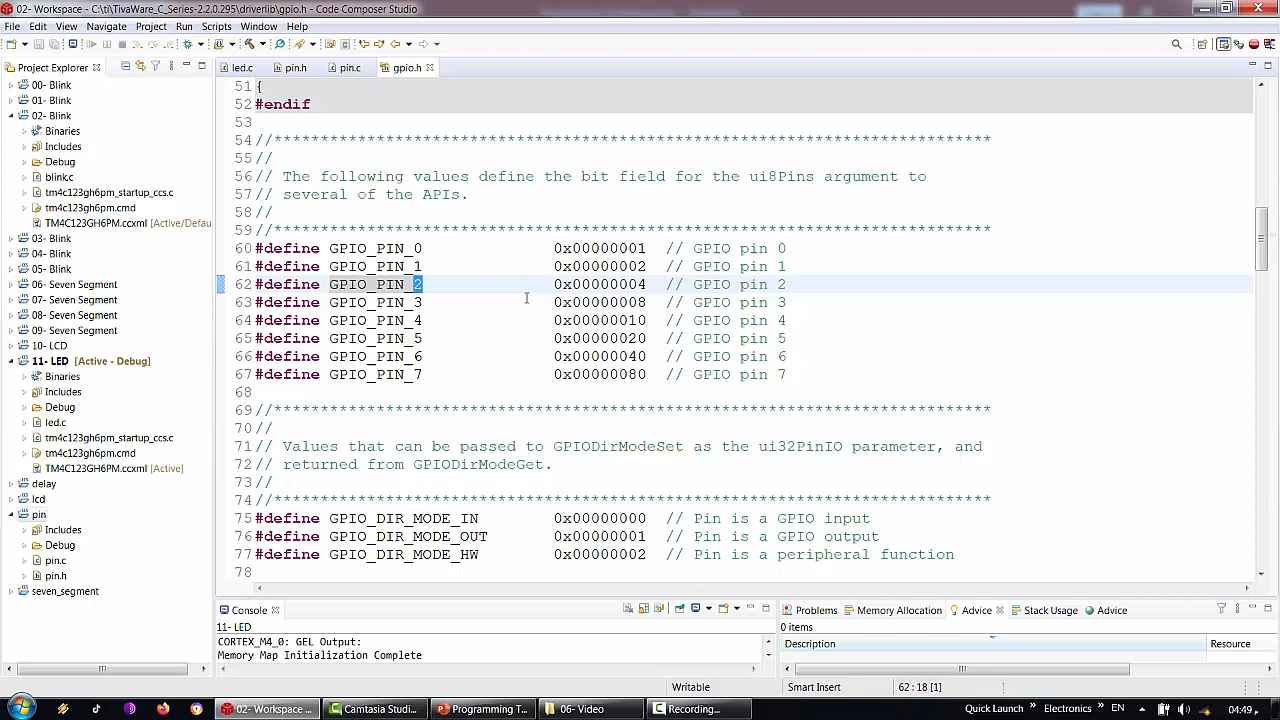 02- Workspace - C:\ti\TivaWare_C_Series-2.2.0.295\driverlib\gpio.h - Code Composer Studio
File Edit View Navigate Project Run Scripts Window Help
Project Explorer
led.c pin.h pin.c gpio.h
00- Blink
01- Blink
02- Blink
Binaries
Includes
Debug
blink.c
tm4c123gh6pm_startup_ccs.c
tm4c123gh6pm.cmd
TM4C123GH6PM.ccxml [Active/Defau
03- Blink
04- Blink
05- Blink
06- Seven Segment
07- Seven Segment
08- Seven Segment
09- Seven Segment
10- LCD
11- LED [Active - Debug]
Binaries
Includes
Debug
led.c
tm4c123gh6pm_startup_ccs.c
tm4c123gh6pm.cmd
TM4C123GH6PM.ccxml [Active]
delay
lcd
pin
Includes
Debug
pin.c
pin.h
seven_segment
51 {
52 #endif
53
54 //*****************************************************************************
55 //
56 // The following values define the bit field for the ui8Pins argument to
57 // several of the APIs.
58 //
59 //*****************************************************************************
60 #define GPIO_PIN_0 0x00000001 // GPIO pin 0
61 #define GPIO_PIN_1 0x00000002 // GPIO pin 1
62 #define GPIO_PIN_2 0x00000004 // GPIO pin 2
63 #define GPIO_PIN_3 0x00000008 // GPIO pin 3
64 #define GPIO_PIN_4 0x00000010 // GPIO pin 4
65 #define GPIO_PIN_5 0x00000020 // GPIO pin 5
66 #define GPIO_PIN_6 0x00000040 // GPIO pin 6
67 #define GPIO_PIN_7 0x00000080 // GPIO pin 7
68
69 //*****************************************************************************
70 //
71 // Values that can be passed to GPIODirModeSet as the ui32PinIO parameter, and
72 // returned from GPIODirModeGet.
73 //
74 //*****************************************************************************
75 #define GPIO_DIR_MODE_IN 0x00000000 // Pin is a GPIO input
76 #define GPIO_DIR_MODE_OUT 0x00000001 // Pin is a GPIO output
77 #define GPIO_DIR_MODE_HW 0x00000002 // Pin is a peripheral function
78
Console
11- LED
CORTEX_M4_0: GEL Output:
Memory Map Initialization Complete
Problems Memory Allocation Advice Stack Usage Advice
0 items
Description Resource
Writable Smart Insert 62 : 18 [1]
02- Workspace ... Camtasia Studi... Programming T... 06- Video Recording... Quick Launch » Electronics » EN 04:49 م